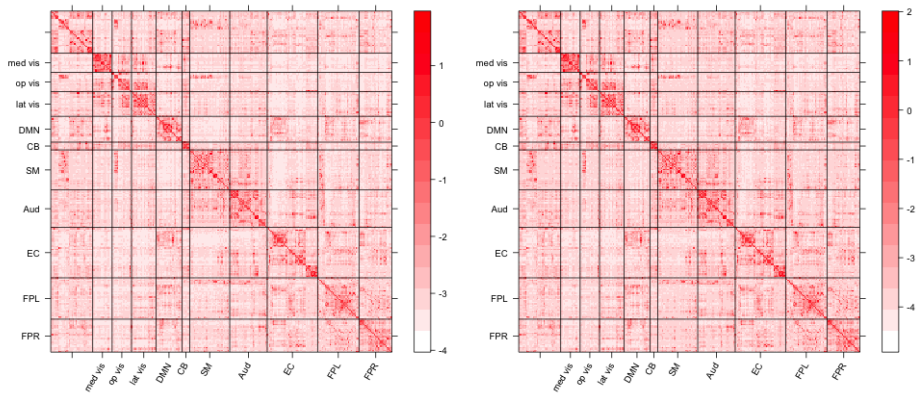 med vis
op vis
lat vis
DMN
CB
SM
Aud
EC
FPL
FPR
med vis
op vis
lat vis
DMN
CB
SM
Aud
EC
FPL
FPR
1
0
-1
-2
-3
-4
med vis
op vis
lat vis
DMN
CB
SM
Aud
EC
FPL
FPR
med vis
op vis
lat vis
DMN
CB
SM
Aud
EC
FPL
FPR
2
1
0
-1
-2
-3
-4